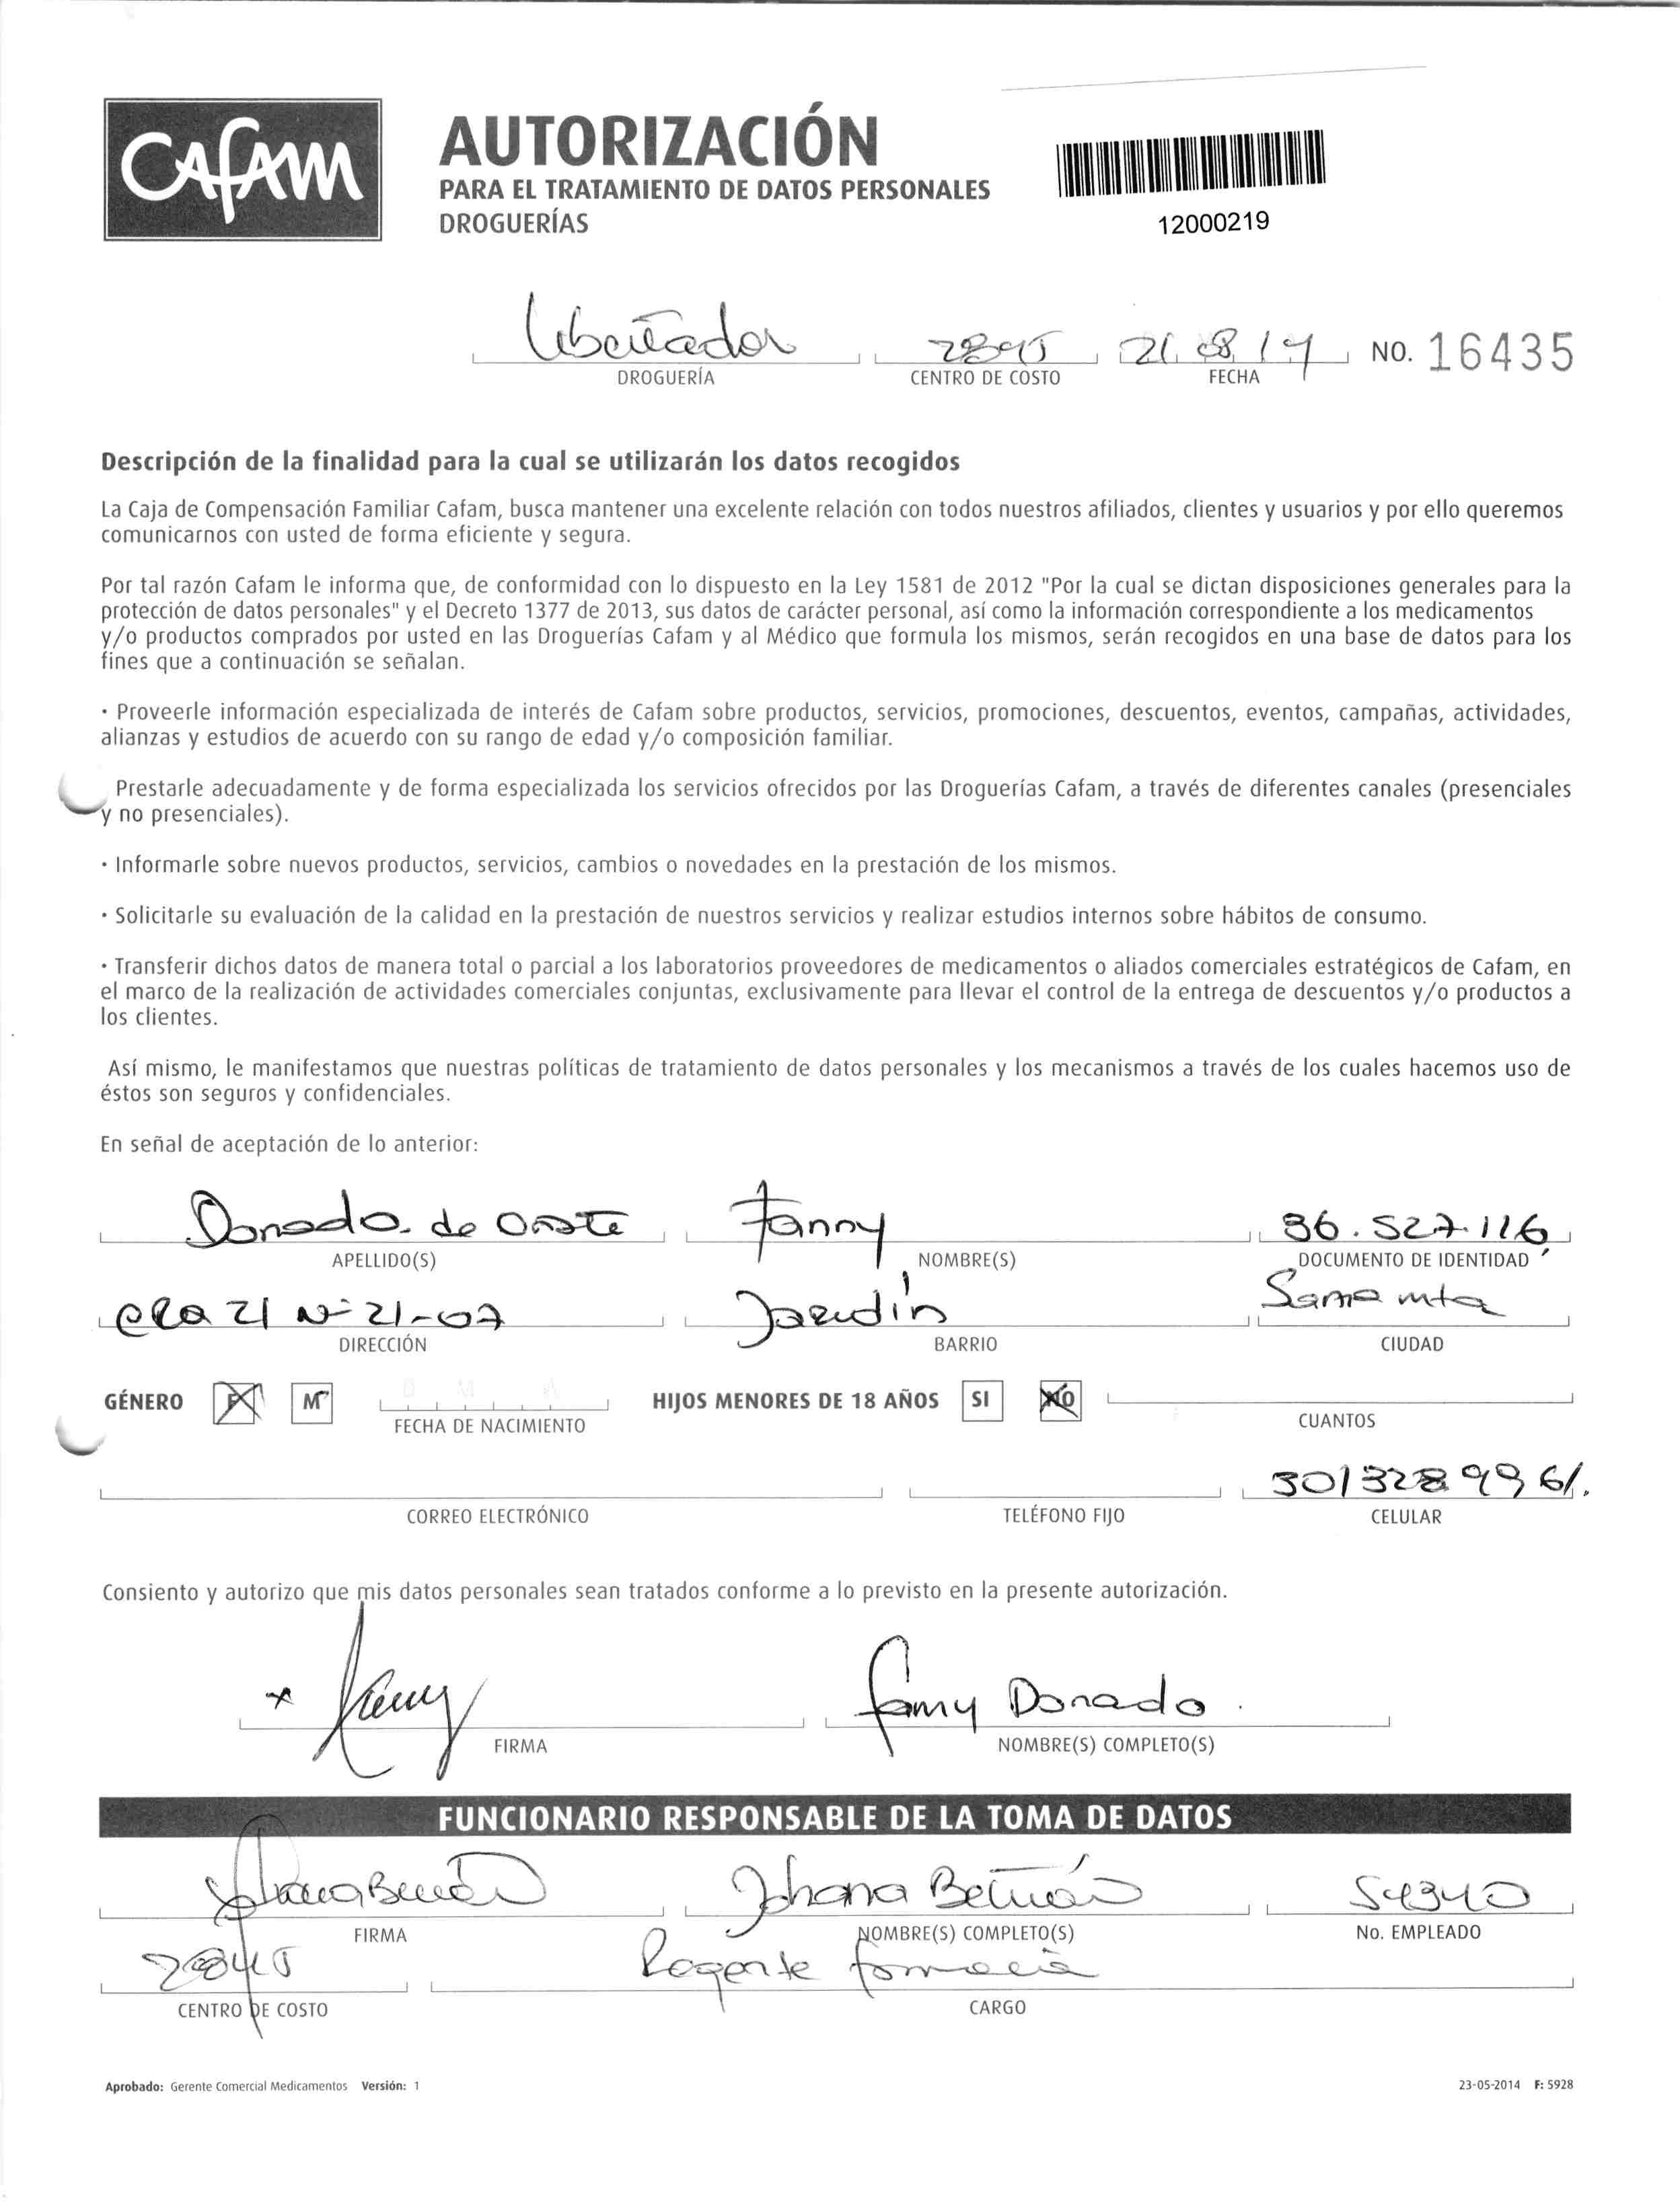 CAFAM
AUTORIZACIÓN
PARA EL TRATAMIENTO DE DATOS PERSONALES
DROGUERÍAS
12000219
Libertador 21 08 14 NO. 16435
DROGUERÍA CENTRO DE COSTO FECHA
Descripción de la finalidad para la cual se utilizarán los datos recogidos
La Caja de Compensación Familiar Cafam, busca mantener una excelente relación con todos nuestros afiliados, clientes y usuarios y por ello queremos
comunicarnos con usted de forma eficiente y segura.
Por tal razón Cafam le informa que, de conformidad con lo dispuesto en la Ley 1581 de 2012 "Por la cual se dictan disposiciones generales para la
protección de datos personales" y el Decreto 1377 de 2013, sus datos de carácter personal, así como la información correspondiente a los medicamentos
y/o productos comprados por usted en las Droguerías Cafam y al Médico que formula los mismos, serán recogidos en una base de datos para los
fines que a continuación se señalan.
· Proveerle información especializada de interés de Cafam sobre productos, servicios, promociones, descuentos, eventos, campañas, actividades,
alianzas y estudios de acuerdo con su rango de edad y/o composición familiar.
Prestarle adecuadamente y de forma especializada los servicios ofrecidos por las Droguerías Cafam, a través de diferentes canales (presenciales
y no presenciales).
· Informarle sobre nuevos productos, servicios, cambios o novedades en la prestación de los mismos.
· Solicitarle su evaluación de la calidad en la prestación de nuestros servicios y realizar estudios internos sobre hábitos de consumo.
· Transferir dichos datos de manera total o parcial a los laboratorios proveedores de medicamentos o aliados comerciales estratégicos de Cafam, en
el marco de la realización de actividades comerciales conjuntas, exclusivamente para llevar el control de la entrega de descuentos y/o productos a
los clientes.
Así mismo, le manifestamos que nuestras políticas de tratamiento de datos personales y los mecanismos a través de los cuales hacemos uso de
éstos son seguros y confidenciales.
En señal de aceptación de lo anterior:
Donado de Fanny 36.527.116
APELLIDO(S) NOMBRE(S) DOCUMENTO DE IDENTIDAD
CRA 21 Nº 21-07 Jardín Santa mta
DIRECCIÓN BARRIO CIUDAD
GÉNERO F M HIJOS MENORES DE 18 AÑOS SI NO
FECHA DE NACIMIENTO CUANTOS
3013289961.
CORREO ELECTRÓNICO TELÉFONO FIJO CELULAR
Consiento y autorizo que mis datos personales sean tratados conforme a lo previsto en la presente autorización.
x Fanny Fanny Donado.
FIRMA NOMBRE(S) COMPLETO(S)
FUNCIONARIO RESPONSABLE DE LA TOMA DE DATOS
Johana Beltrán 54340
FIRMA NOMBRE(S) COMPLETO(S) No. EMPLEADO
2845 Regente farmacia
CENTRO DE COSTO CARGO
Aprobado: Gerente Comercial Medicamentos Versión: 1 23-05-2014 F: 5928